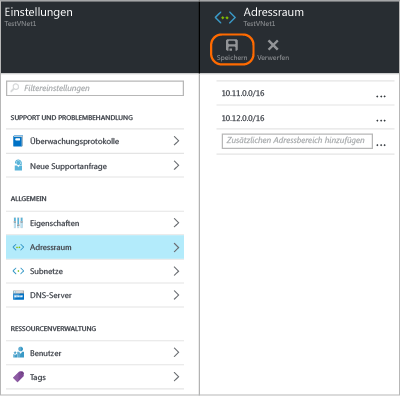 Einstellungen
TestVNet1
Filtereinstellungen
SUPPORT UND PROBLEMBEHANDLUNG
Überwachungsprotokolle
Neue Supportanfrage
ALLGEMEIN
Eigenschaften
Adressraum
Subnetze
DNS-Server
RESSOURCENVERWALTUNG
Benutzer
Tags
Adressraum
TestVNet1
Speichern Verwerfen
10.11.0.0/16 ...
10.12.0.0/16 ...
Zusätzlichen Adressbereich hinzufügen ...